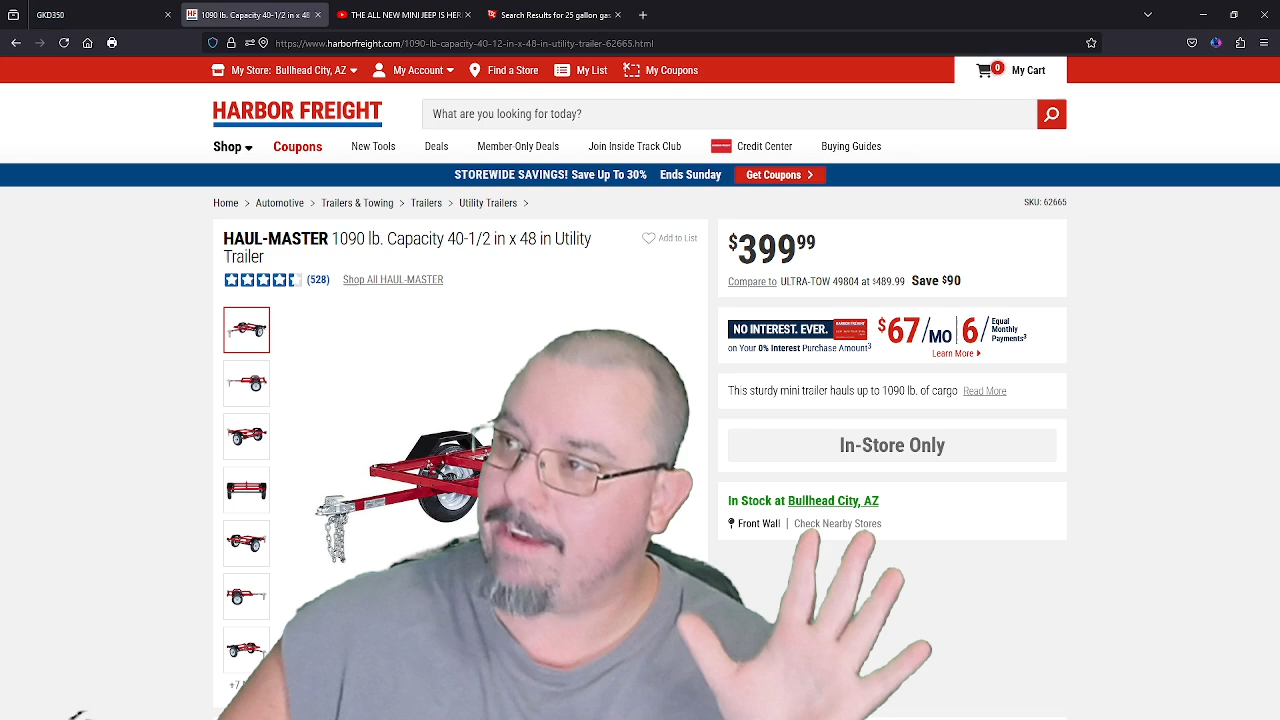 GKD350
1090 lb. Capacity 40-1/2 in x 48
THE ALL NEW MINI JEEP IS HER
Search Results for 25 gallon gas
https://www.harborfreight.com/1090-lb-capacity-40-12-in-x-48-in-utility-trailer-62665.html
My Store: Bullhead City, AZ
My Account
Find a Store
My List
My Coupons
0
My Cart
HARBOR FREIGHT
What are you looking for today?
Shop
Coupons
New Tools
Deals
Member-Only Deals
Join Inside Track Club
Credit Center
Buying Guides
STOREWIDE SAVINGS! Save Up To 30% Ends Sunday
Get Coupons >
Home > Automotive > Trailers & Towing > Trailers > Utility Trailers >
SKU: 62665
HAUL-MASTER 1090 lb. Capacity 40-1/2 in x 48 in Utility
Trailer
Add to List
(528)
Shop All HAUL-MASTER
$399 99
Compare to ULTRA-TOW 49804 at $489.99 Save $90
NO INTEREST. EVER.
HARBOR FREIGHT
on Your 0% Interest Purchase Amount3
$67/MO
6/
Equal
Monthly
Payments3
Learn More
This sturdy mini trailer hauls up to 1090 lb. of cargo Read More
In-Store Only
In Stock at Bullhead City, AZ
Front Wall | Check Nearby Stores
+7